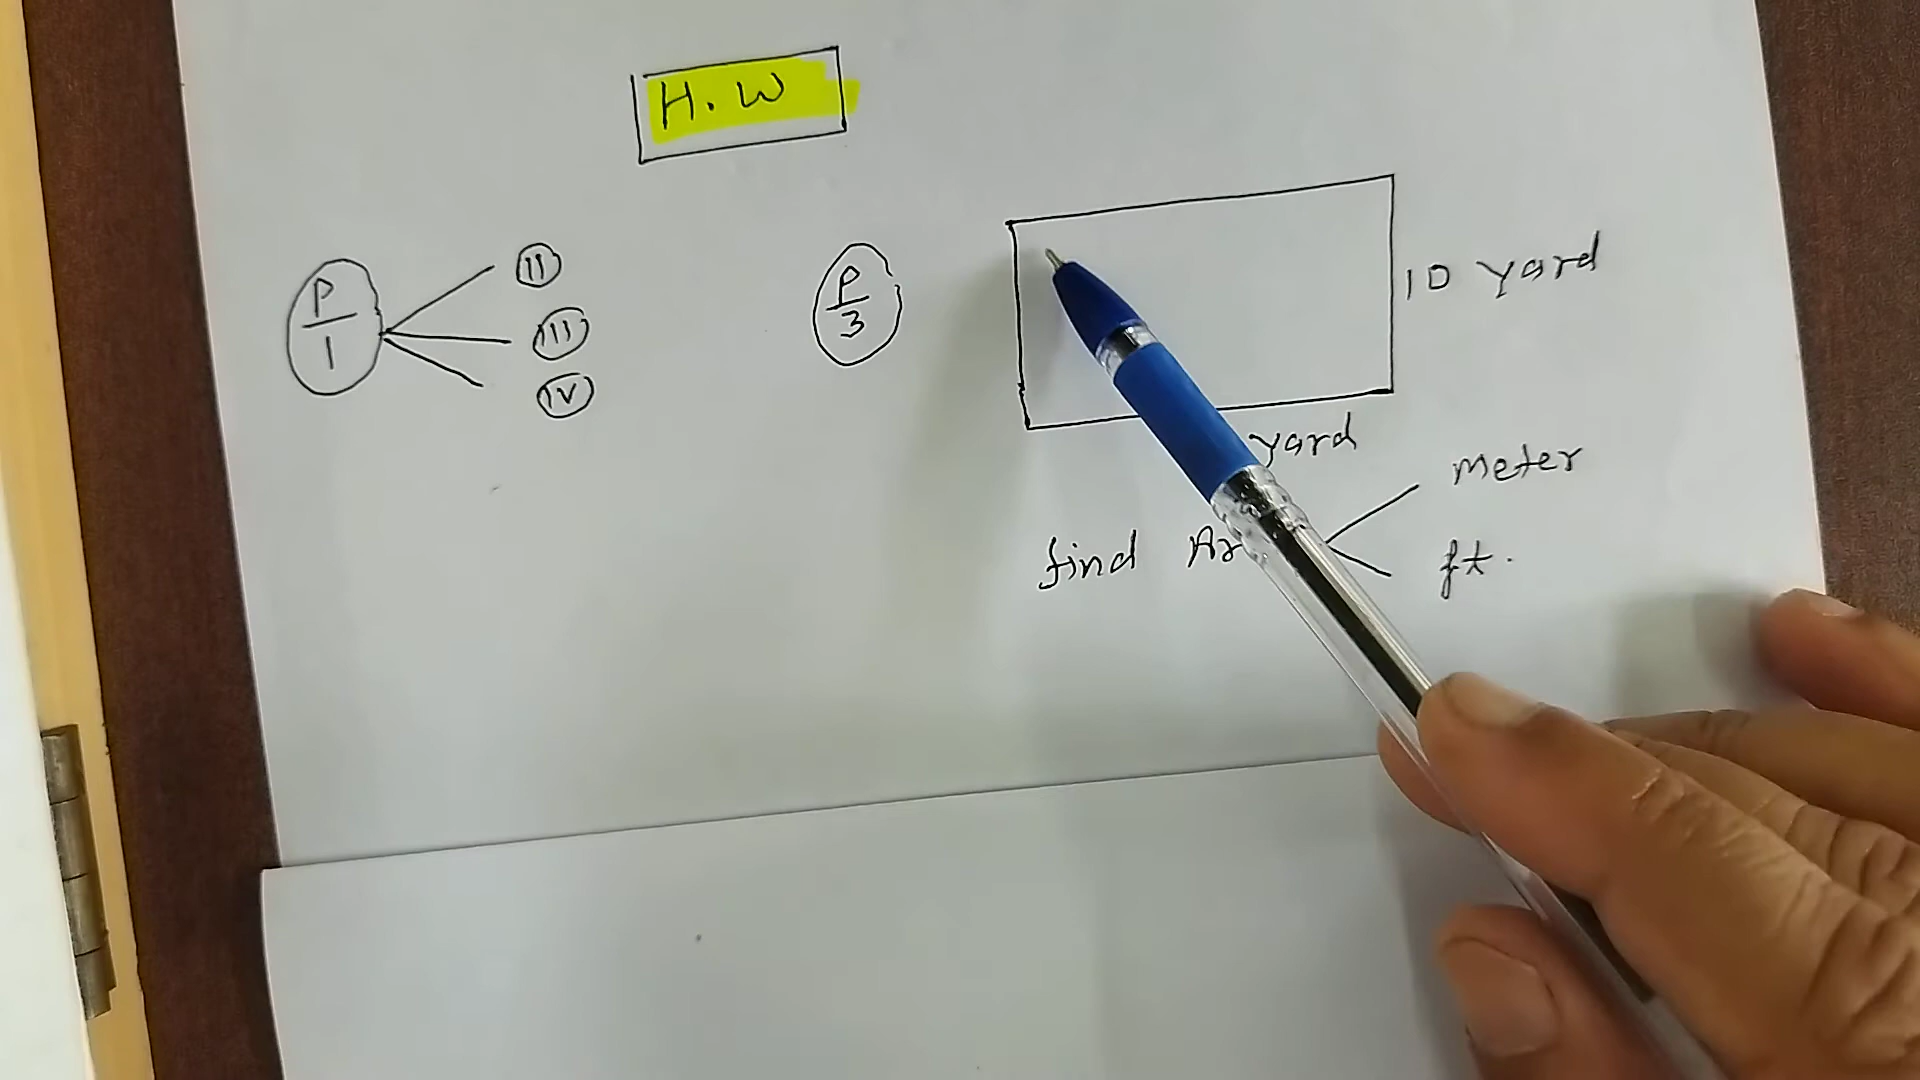 H.W
P/1
II
III
IV
P/3
10 yard
yard
find
meter
ft.